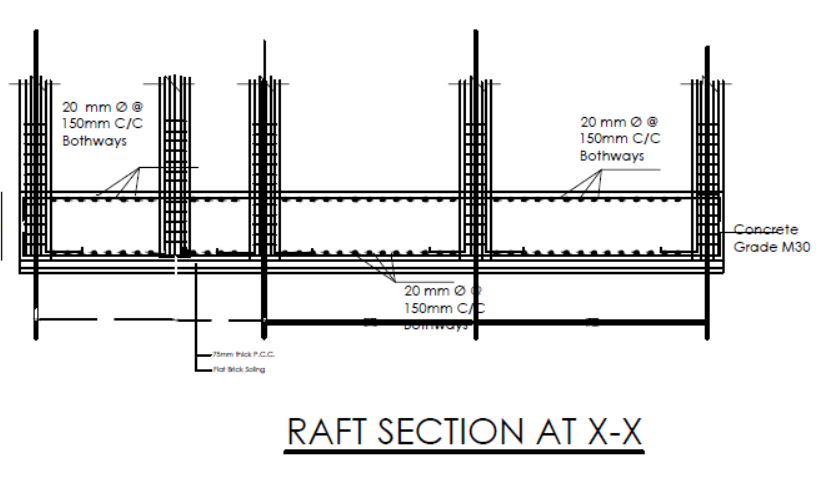 20 mm Ø @
150mm C/C
Bothways
20 mm Ø @
150mm C/C
Bothways
Concrete
Grade M30
20 mm Ø @
150mm C/C
Bothways
75mm thick P.C.C.
Flat Brick Soling
RAFT SECTION AT X-X